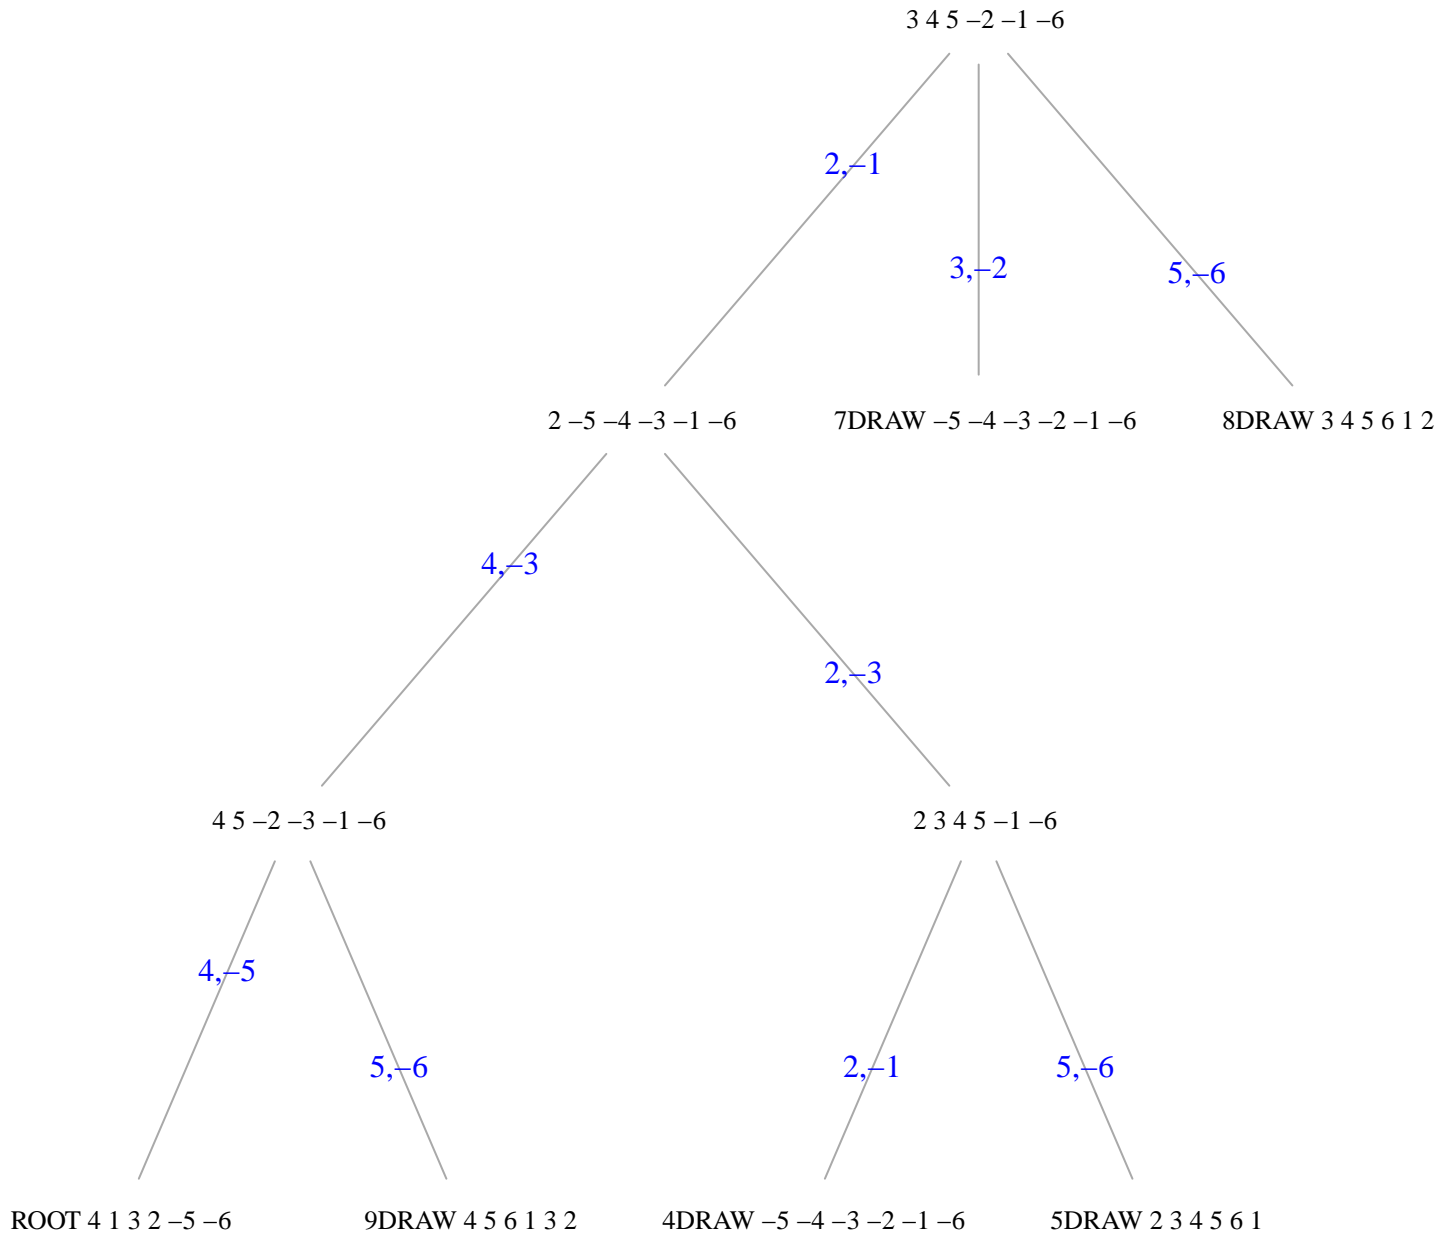 3 4 5 –2 –1 –6
2,–1
3,–2
5,–6
2 –5 –4 –3 –1 –6
7DRAW –5 –4 –3 –2 –1 –6
8DRAW 3 4 5 6 1 2
4,–3
2,–3
4 5 –2 –3 –1 –6
2 3 4 5 –1 –6
4,–5
5,–6
2,–1
5,–6
ROOT 4 1 3 2 –5 –6
9DRAW 4 5 6 1 3 2
4DRAW –5 –4 –3 –2 –1 –6
5DRAW 2 3 4 5 6 1